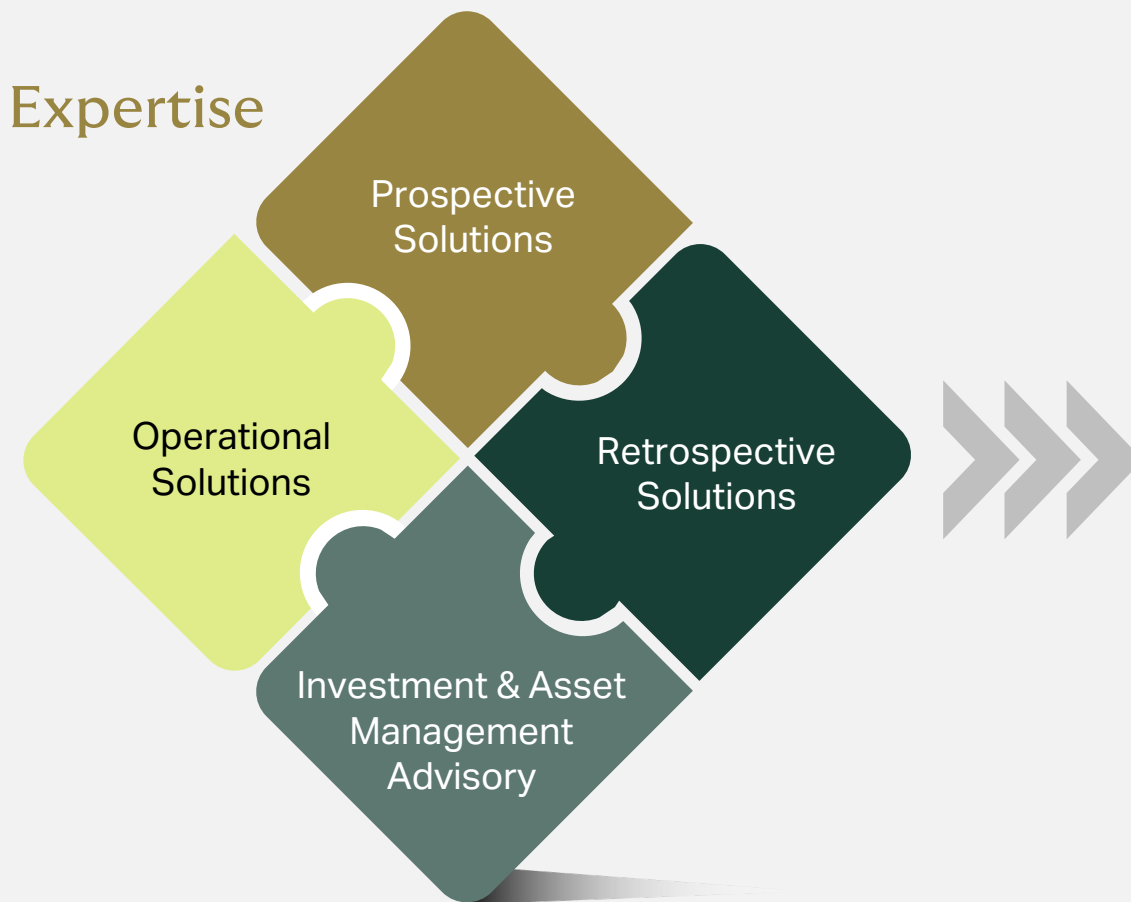 Expertise
Prospective
Solutions
Operational
Solutions
Retrospective
Solutions
Investment & Asset
Management
Advisory